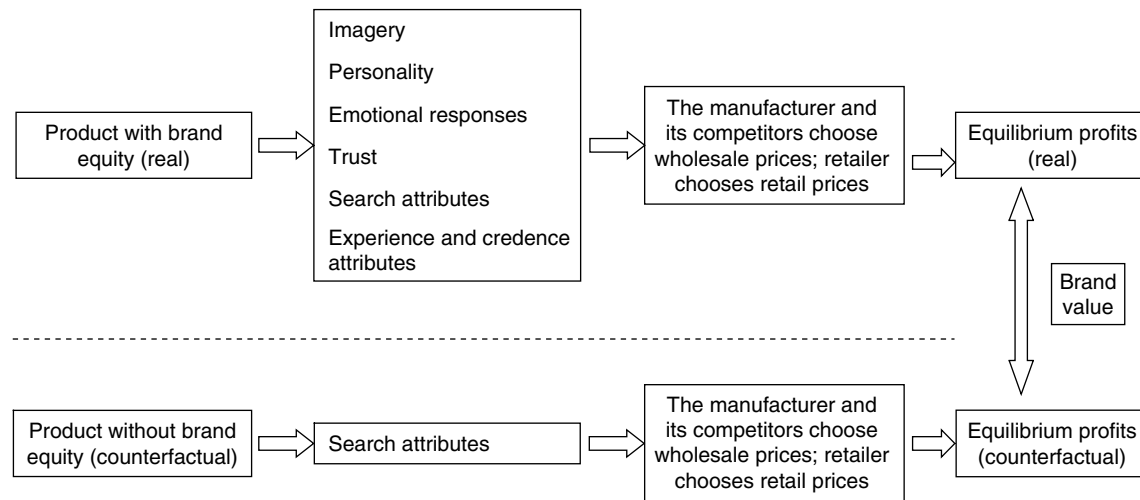 Imagery
Personality
Emotional responses
Trust
Search attributes
Experience and credence
attributes
Product with brand
equity (real)
The manufacturer and
its competitors choose
wholesale prices; retailer
chooses retail prices
Equilibrium profits
(real)
Brand
value
Product without brand
equity (counterfactual)
Search attributes
The manufacturer and
its competitors choose
wholesale prices; retailer
chooses retail prices
Equilibrium profits
(counterfactual)